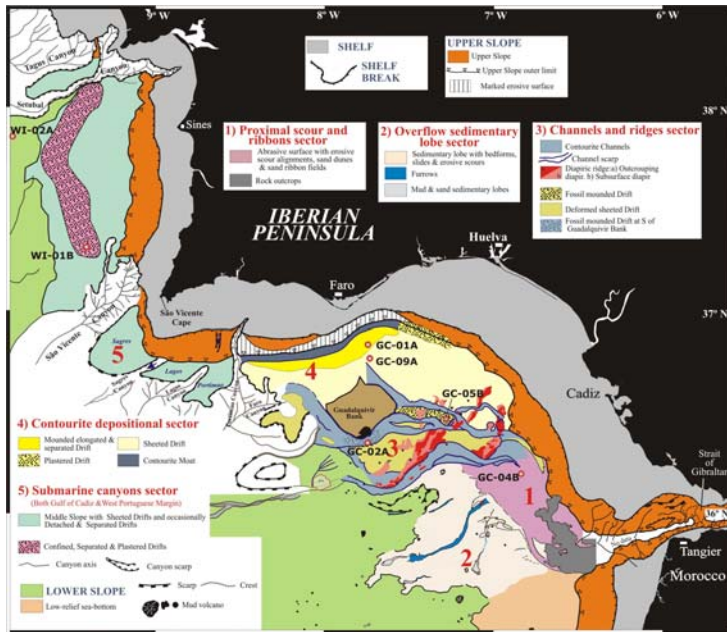 9° W
8° W
7° W
6° W
Tagus Canyon
Setubal Canyon
WI-02A
Sines
38° N
WI-01B
SHELF
SHELF
BREAK
UPPER SLOPE
Upper Slope
Upper Slope outer limit
Marked erosive surface
1) Proximal scour and
ribbons sector
Abrasive surface with erosive
scour alignments, sand dunes
& sand ribbon fields
Rock outcrops
2) Overflow sedimentary
lobe sector
Sedimentary lobe with bedforms,
slides & erosive scours
Furrows
Mud & sand sedimentary lobes
3) Channels and ridges sector
Contourite Channels
Channel scarp
Diapiric ridge:a) Outcrouping
diapir. b) Subsurface diapir
Fossil mounded Drift
Deformed sheeted Drift
Fossil mounded Drift at S of
Guadalquivir Bank
IBERIAN
PENINSULA
Huelva
Faro
37° N
São Vicente
Cape
São Vicente
Canyon
Sagres
5
Lagos
Portimao
GC-01A
GC-09A
4
GC-05B
Guadalquivir
Bank
Cadiz
GC-02A
3
GC-04B
1
2
Strait of
Gibraltar
36° N
Tangier
Morocco
4) Contourite depositional sector
Mounded elongated &
separated Drift
Sheeted Drift
Plastered Drift
Contourite Moat
5) Submarine canyons sector
(Both Gulf of Cadiz &West Portuguese Margin)
Middle Slope with Sheeted Drifts and occasionally
Detached & Separated Drifts
Confined, Separated & Plastered Drifts
Canyon axis
Canyon scarp
Scarp
Crest
Mud volcano
LOWER SLOPE
Low-relief sea-bottom